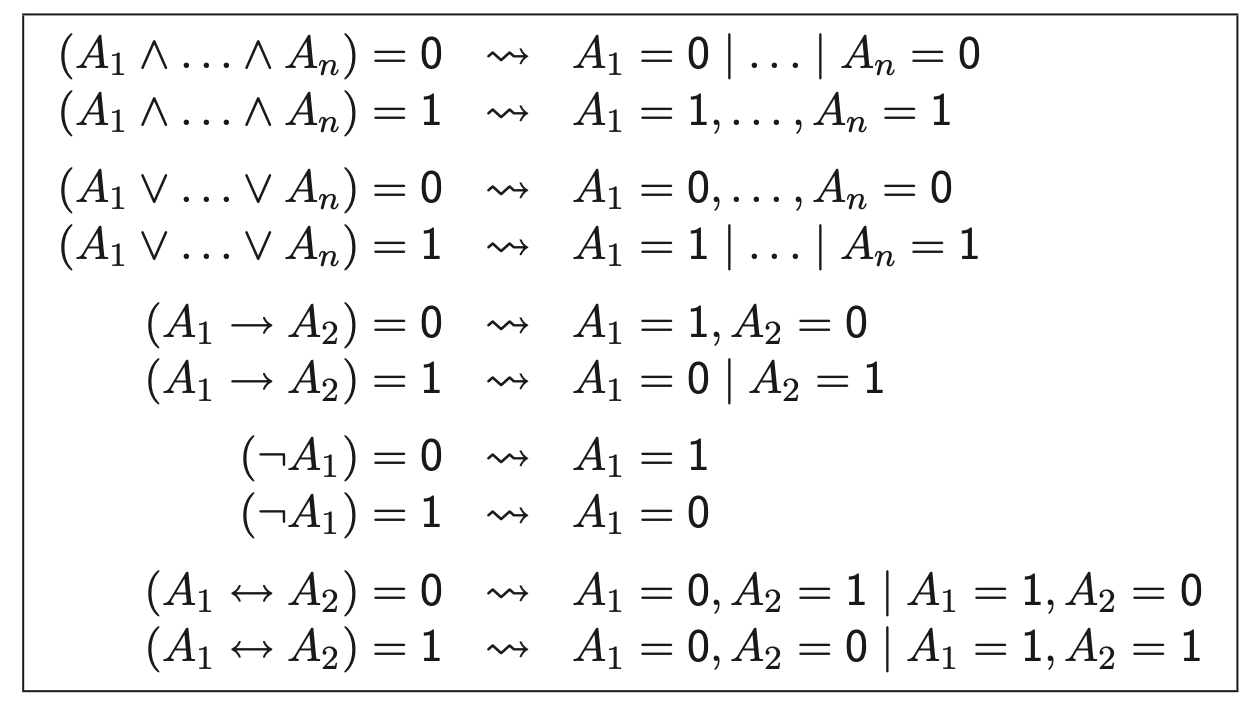 (A₁ ∧ … ∧ Aₙ) = 0 ⇝ A₁ = 0 | … | Aₙ = 0
(A₁ ∧ … ∧ Aₙ) = 1 ⇝ A₁ = 1, … , Aₙ = 1
(A₁ ∨ … ∨ Aₙ) = 0 ⇝ A₁ = 0, … , Aₙ = 0
(A₁ ∨ … ∨ Aₙ) = 1 ⇝ A₁ = 1 | … | Aₙ = 1
(A₁ → A₂) = 0 ⇝ A₁ = 1, A₂ = 0
(A₁ → A₂) = 1 ⇝ A₁ = 0 | A₂ = 1
(¬A₁) = 0 ⇝ A₁ = 1
(¬A₁) = 1 ⇝ A₁ = 0
(A₁ ↔ A₂) = 0 ⇝ A₁ = 0, A₂ = 1 | A₁ = 1, A₂ = 0
(A₁ ↔ A₂) = 1 ⇝ A₁ = 0, A₂ = 0 | A₁ = 1, A₂ = 1